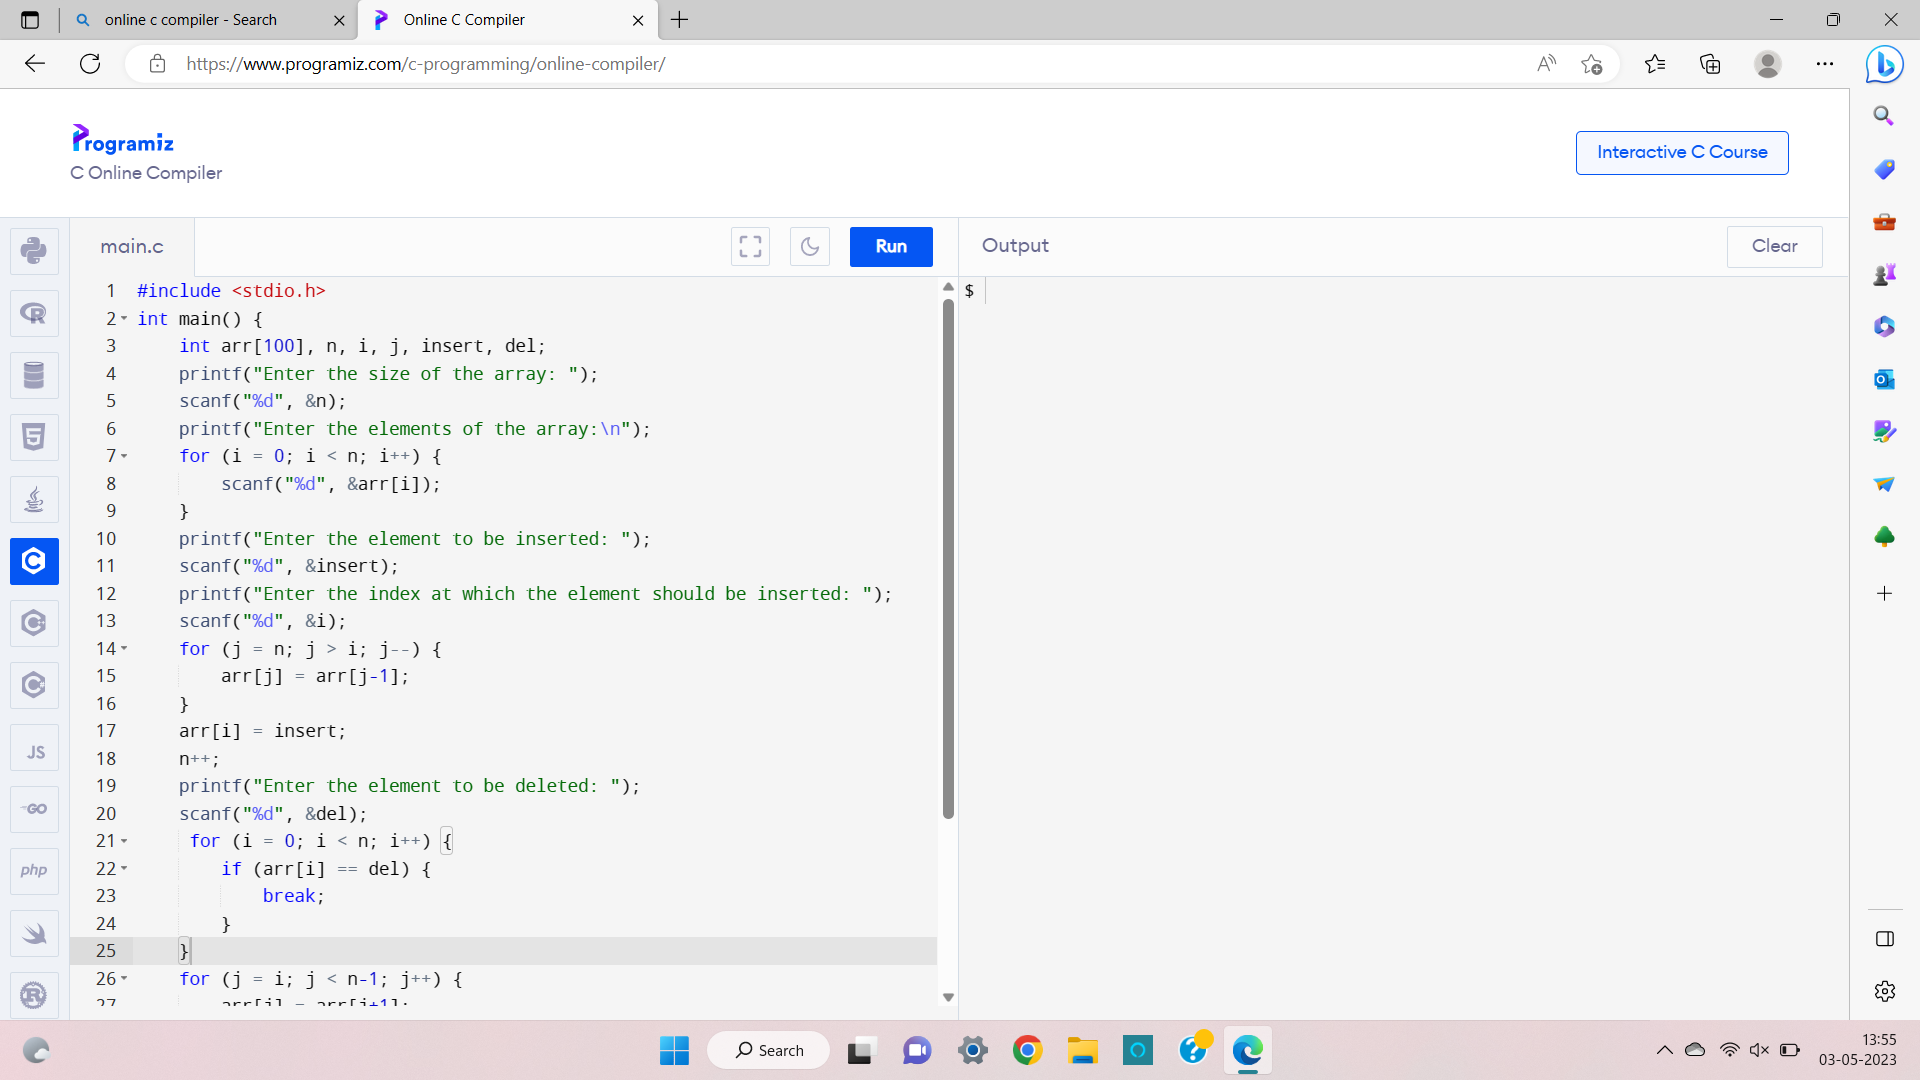 online c compiler - Search
Online C Compiler
https://www.programiz.com/c-programming/online-compiler/
Programiz
C Online Compiler
Interactive C Course
main.c
Run
Output
Clear
1 #include <stdio.h>
2 int main() {
3 int arr[100], n, i, j, insert, del;
4 printf("Enter the size of the array: ");
5 scanf("%d", &n);
6 printf("Enter the elements of the array:\n");
7 for (i = 0; i < n; i++) {
8 scanf("%d", &arr[i]);
9 }
10 printf("Enter the element to be inserted: ");
11 scanf("%d", &insert);
12 printf("Enter the index at which the element should be inserted: ");
13 scanf("%d", &i);
14 for (j = n; j > i; j--) {
15 arr[j] = arr[j-1];
16 }
17 arr[i] = insert;
18 n++;
19 printf("Enter the element to be deleted: ");
20 scanf("%d", &del);
21 for (i = 0; i < n; i++) {
22 if (arr[i] == del) {
23 break;
24 }
25 }
26 for (j = i; j < n-1; j++) {
27 arr[j] = arr[j+1];
$
JS
GO
php
Search
13:55
03-05-2023